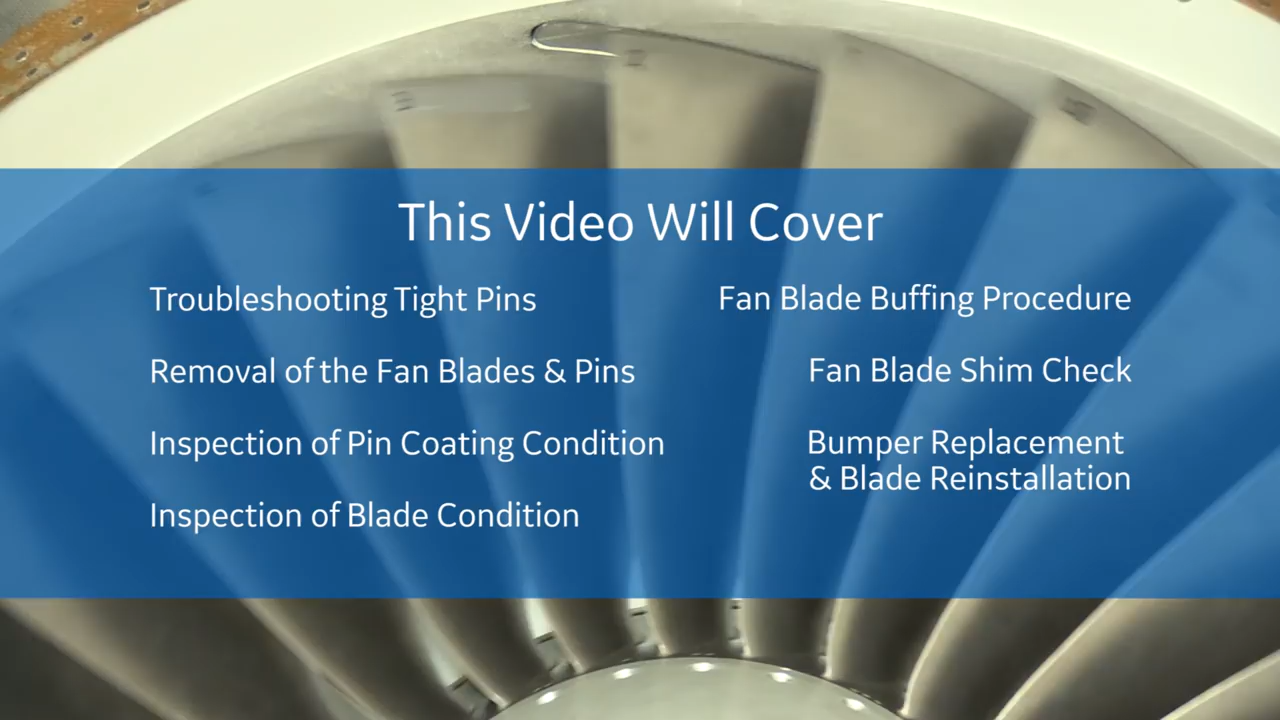 This Video Will Cover
Troubleshooting Tight Pins
Removal of the Fan Blades & Pins
Inspection of Pin Coating Condition
Inspection of Blade Condition
Fan Blade Buffing Procedure
Fan Blade Shim Check
Bumper Replacement
& Blade Reinstallation